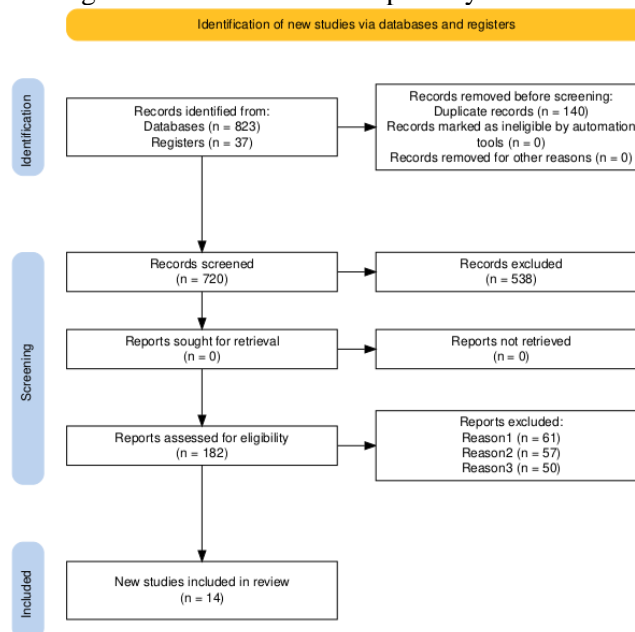 Identification of new studies via databases and registers
Identification
Records identified from:
Databases (n = 823)
Registers (n = 37)
Records removed before screening:
Duplicate records (n = 140)
Records marked as ineligible by automation
tools (n = 0)
Records removed for other reasons (n = 0)
Screening
Records screened
(n = 720)
Records excluded
(n = 538)
Reports sought for retrieval
(n = 0)
Reports not retrieved
(n = 0)
Reports assessed for eligibility
(n = 182)
Reports excluded:
Reason1 (n = 61)
Reason2 (n = 57)
Reason3 (n = 50)
Included
New studies included in review
(n = 14)